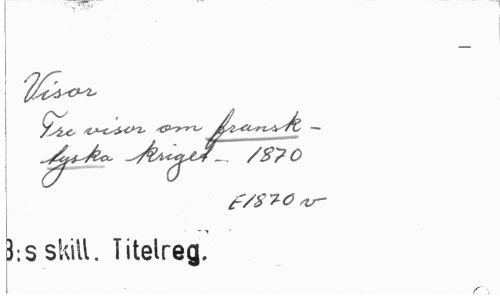 Visor
Tre visor om fransk-
tyska kriget - 1870
E1870 v
B:s skill. Titelreg.